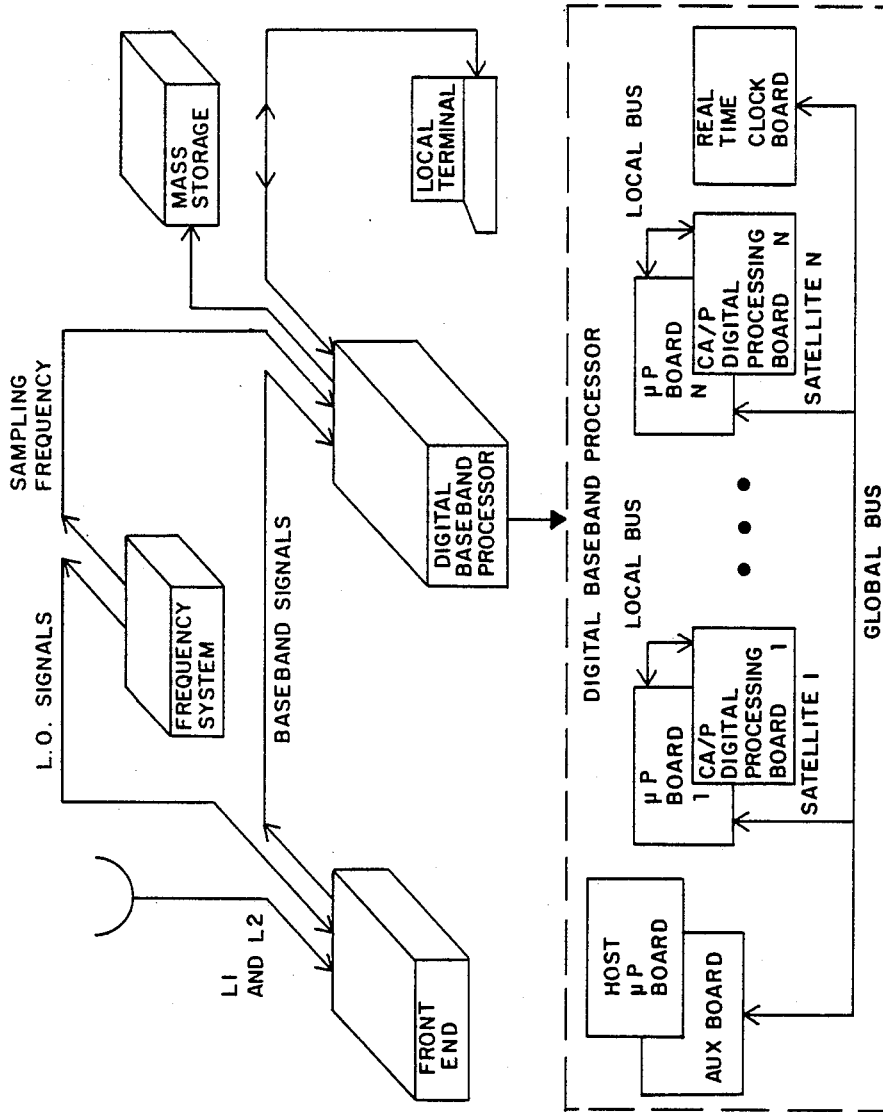 L.O. SIGNALS
SAMPLING
FREQUENCY
MASS
STORAGE
FREQUENCY
SYSTEM
L1
AND L2
BASEBAND SIGNALS
LOCAL
TERMINAL
FRONT
END
DIGITAL
BASEBAND
PROCESSOR
DIGITAL BASEBAND PROCESSOR
HOST
µP
BOARD
AUX BOARD
LOCAL BUS
µP
BOARD
1
CA/P
DIGITAL
PROCESSING
BOARD 1
SATELLITE 1
LOCAL BUS
µP
BOARD
N
CA/P
DIGITAL
PROCESSING
BOARD N
SATELLITE N
REAL
TIME
CLOCK
BOARD
GLOBAL BUS